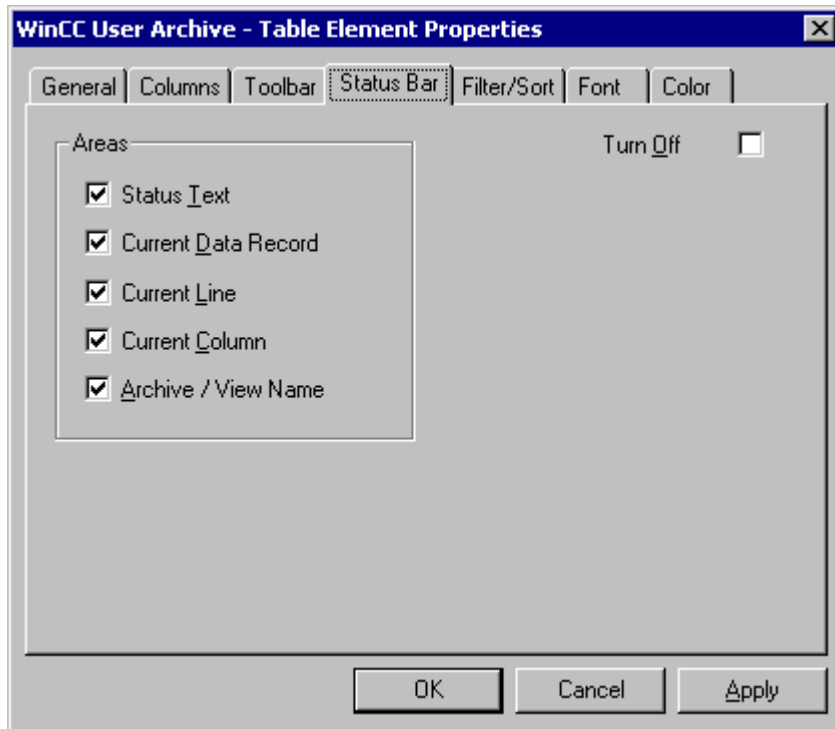 WinCC User Archive - Table Element Properties
General Columns Toolbar Status Bar Filter/Sort Font Color
Areas
Turn Off
Status Text
Current Data Record
Current Line
Current Column
Archive / View Name
OK Cancel Apply